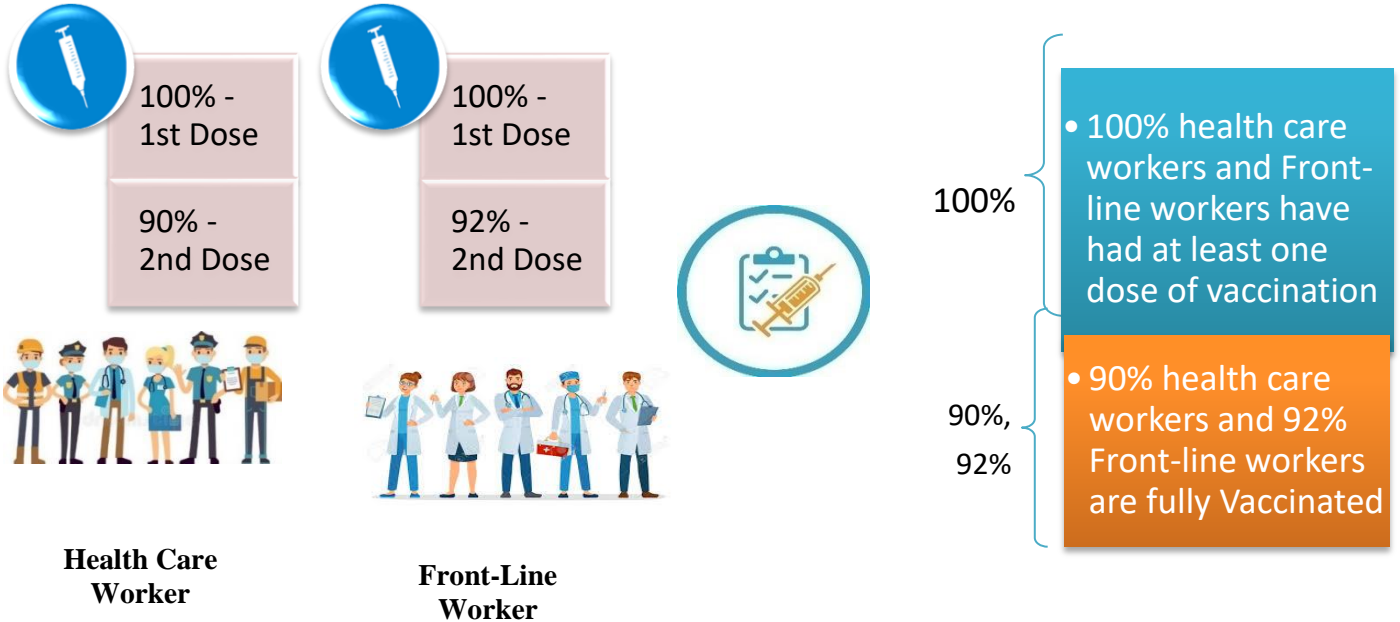 100% -
1st Dose
90% -
2nd Dose
Health Care
Worker
100% -
1st Dose
92% -
2nd Dose
Front-Line
Worker
100%
• 100% health care
workers and Front-
line workers have
had at least one
dose of vaccination
90%,
92%
• 90% health care
workers and 92%
Front-line workers
are fully Vaccinated